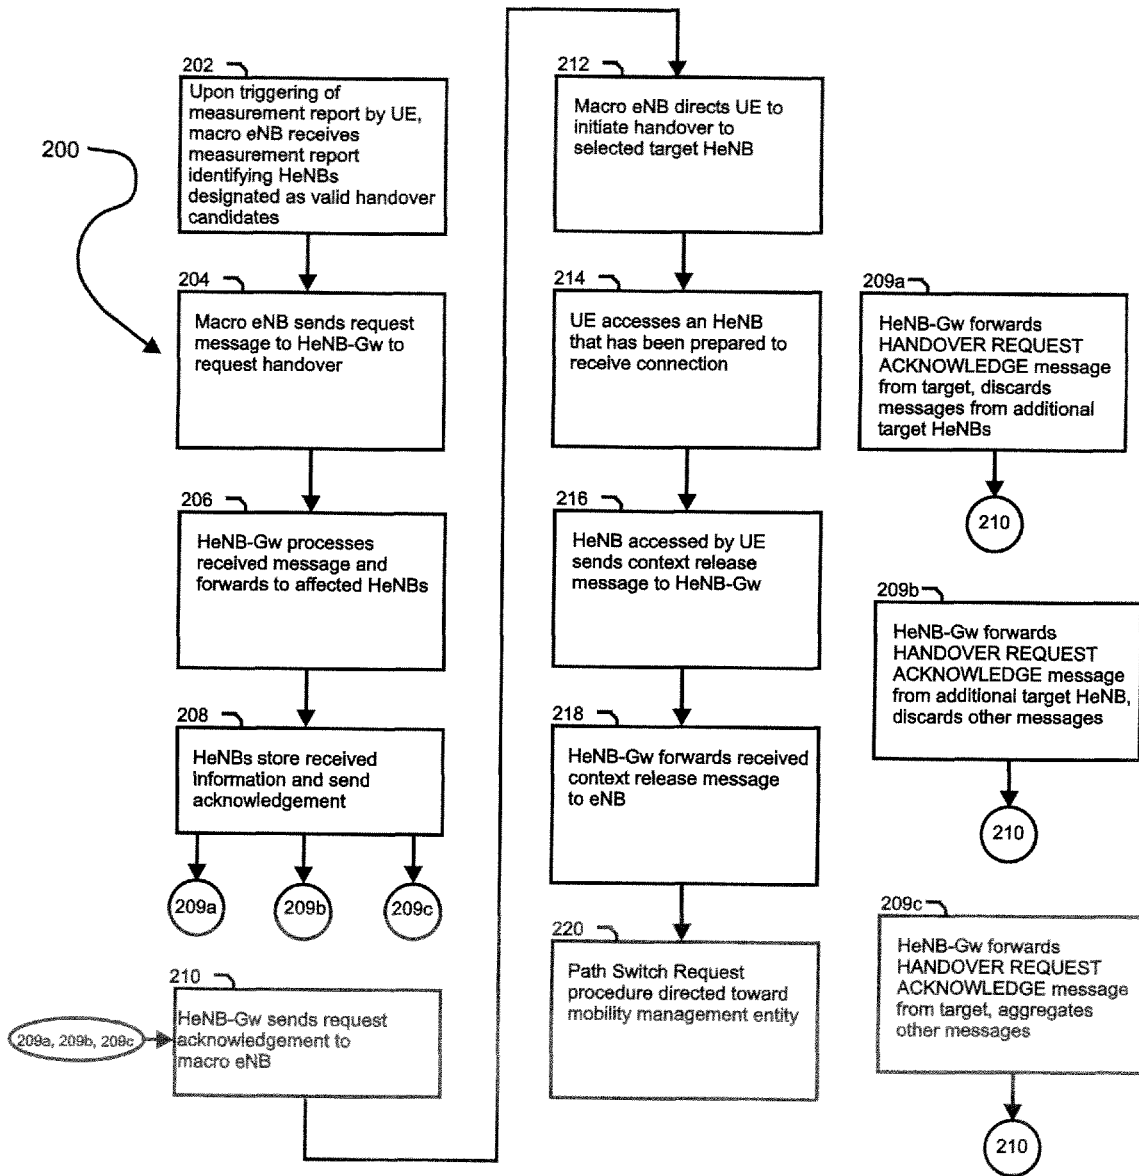 200
202
Upon triggering of
measurement report by UE,
macro eNB receives
measurement report
identifying HeNBs
designated as valid handover
candidates
204
Macro eNB sends request
message to HeNB-Gw to
request handover
206
HeNB-Gw processes
received message and
forwards to affected HeNBs
208
HeNBs store received
information and send
acknowledgement
209a
209b
209c
210
209a, 209b, 209c
HeNB-Gw sends request
acknowledgement to
macro eNB
212
Macro eNB directs UE to
initiate handover to
selected target HeNB
214
UE accesses an HeNB
that has been prepared to
receive connection
216
HeNB accessed by UE
sends context release
message to HeNB-Gw
218
HeNB-Gw forwards received
context release message
to eNB
220
Path Switch Request
procedure directed toward
mobility management entity
209a
HeNB-Gw forwards
HANDOVER REQUEST
ACKNOWLEDGE message
from target, discards
messages from additional
target HeNBs
210
209b
HeNB-Gw forwards
HANDOVER REQUEST
ACKNOWLEDGE message
from additional target HeNB,
discards other messages
210
209c
HeNB-Gw forwards
HANDOVER REQUEST
ACKNOWLEDGE message
from target, aggregates
other messages
210